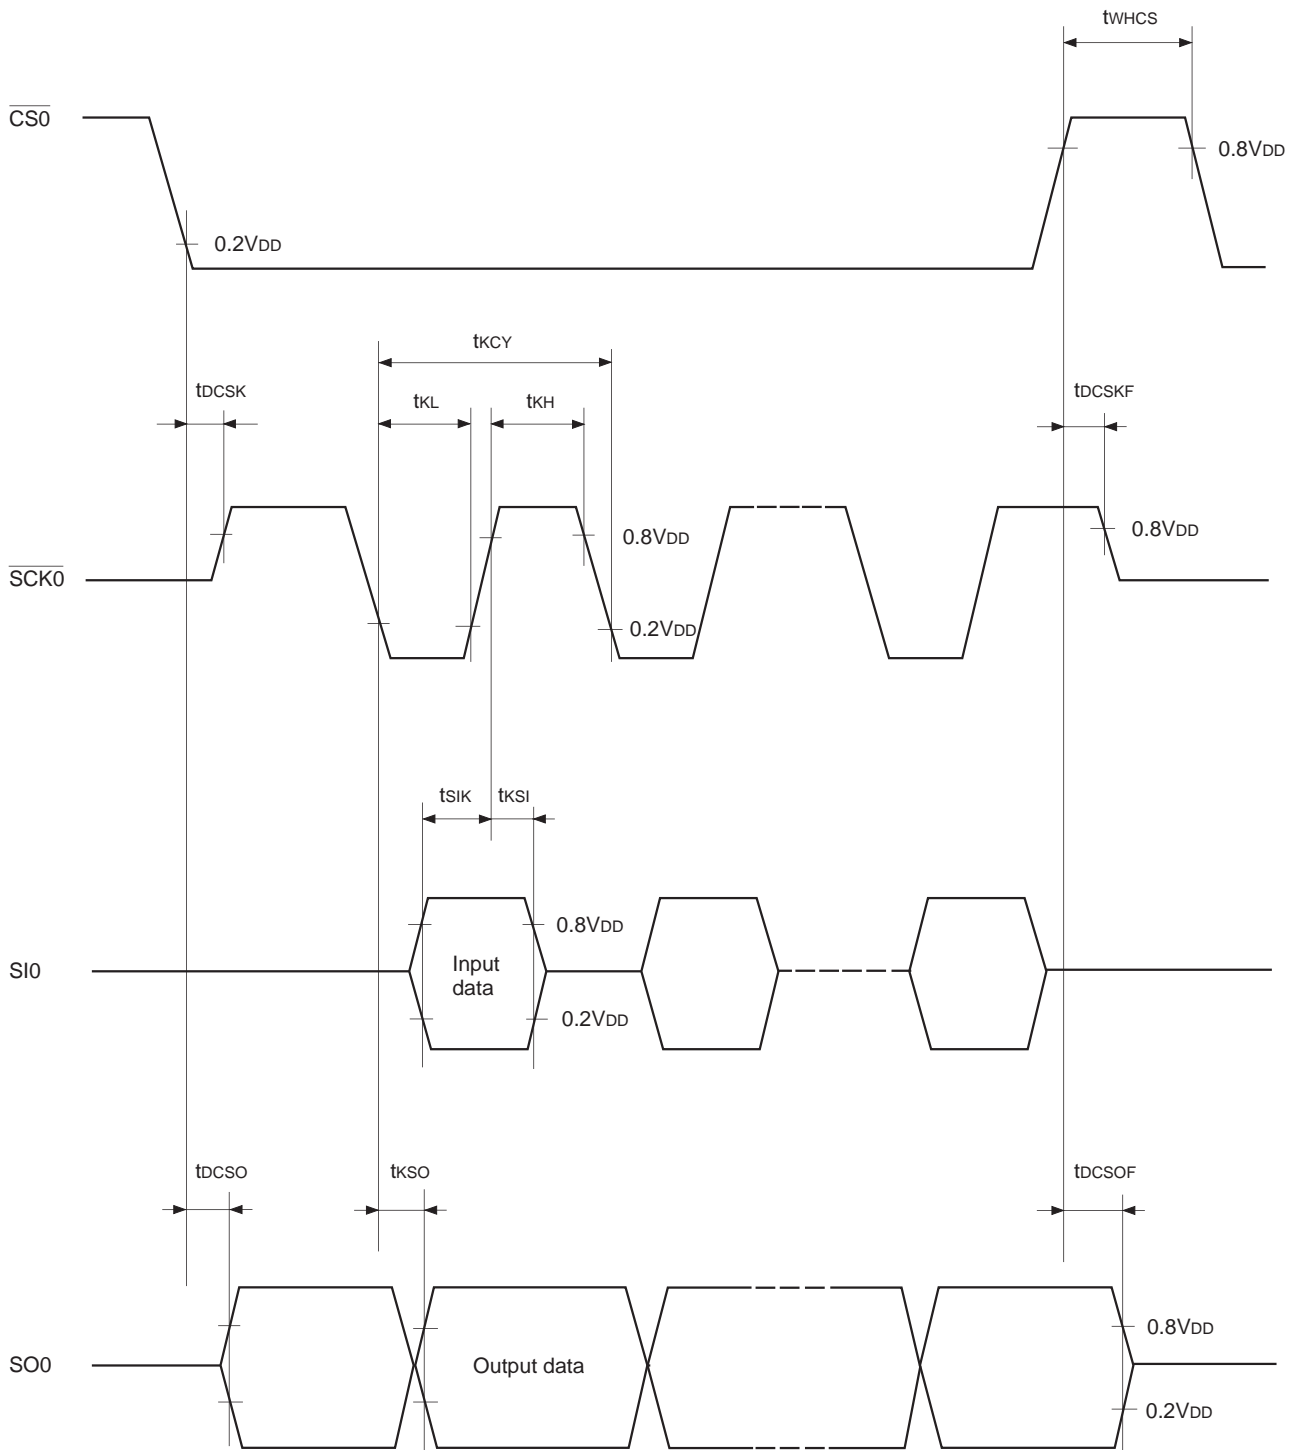 tWHCS
CS0
0.8VDD
0.2VDD
tKCY
tDCSK
tKL
tKH
tDCSKF
0.8VDD
0.8VDD
SCK0
0.2VDD
tSIK
tKSI
0.8VDD
SI0
Input
data
0.2VDD
tDCSO
tKSO
tDCSOF
0.8VDD
SO0
Output data
0.2VDD